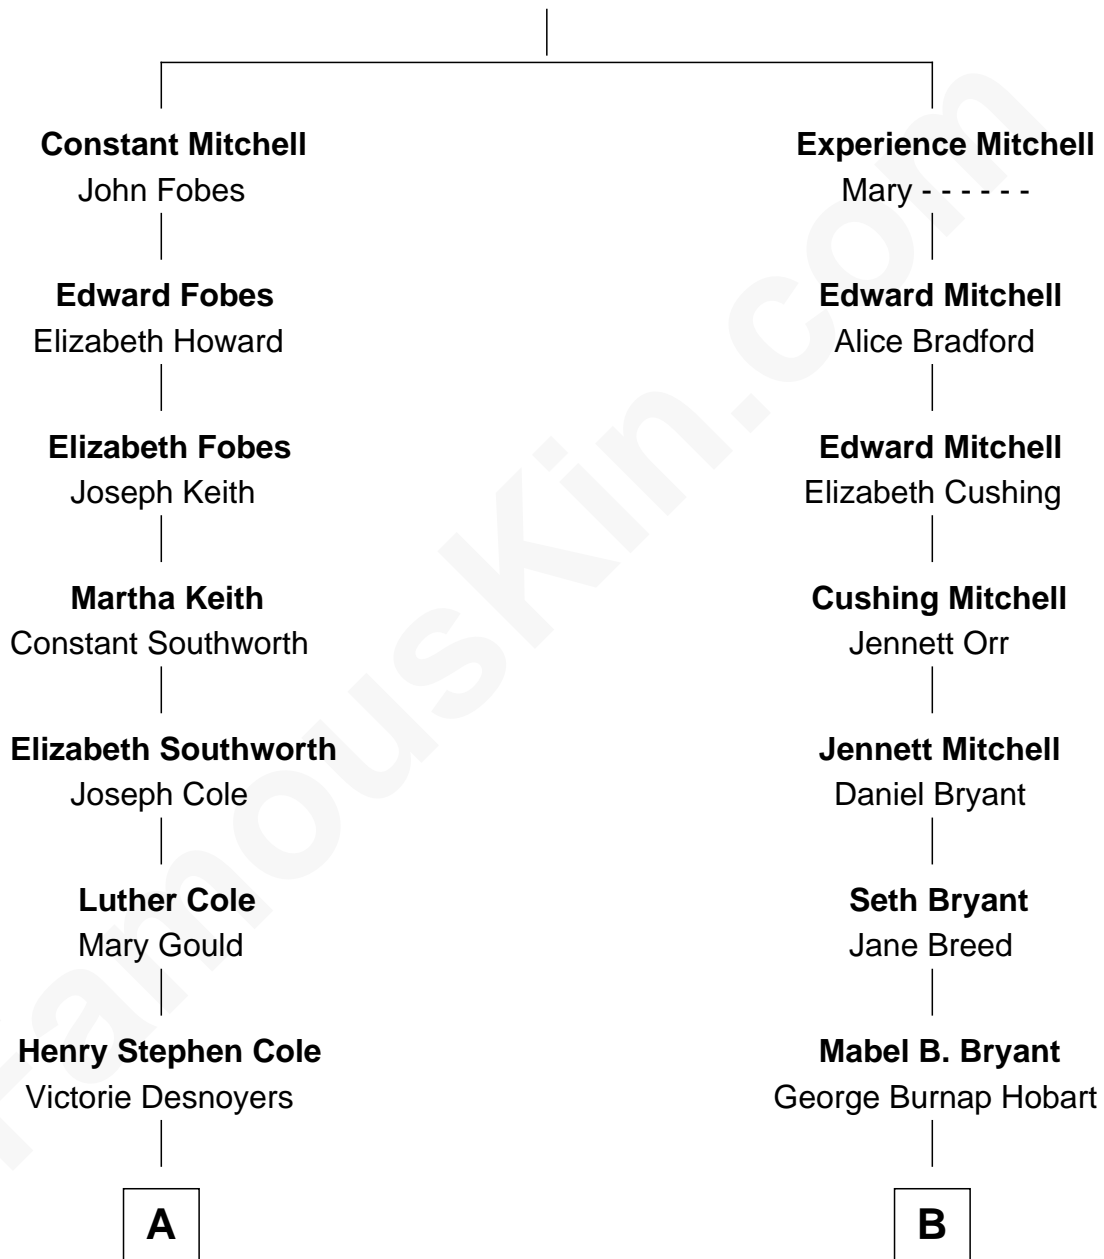 Constant Mitchell
John Fobes
Edward Fobes
Elizabeth Howard
Elizabeth Fobes
Joseph Keith
Martha Keith
Constant Southworth
Elizabeth Southworth
Joseph Cole
Luther Cole
Mary Gould
Henry Stephen Cole
Victorie Desnoyers
A
Experience Mitchell
Mary - - - - - -
Edward Mitchell
Alice Bradford
Edward Mitchell
Elizabeth Cushing
Cushing Mitchell
Jennett Orr
Jennett Mitchell
Daniel Bryant
Seth Bryant
Jane Breed
Mabel B. Bryant
George Burnap Hobart
B
FamousKin.com